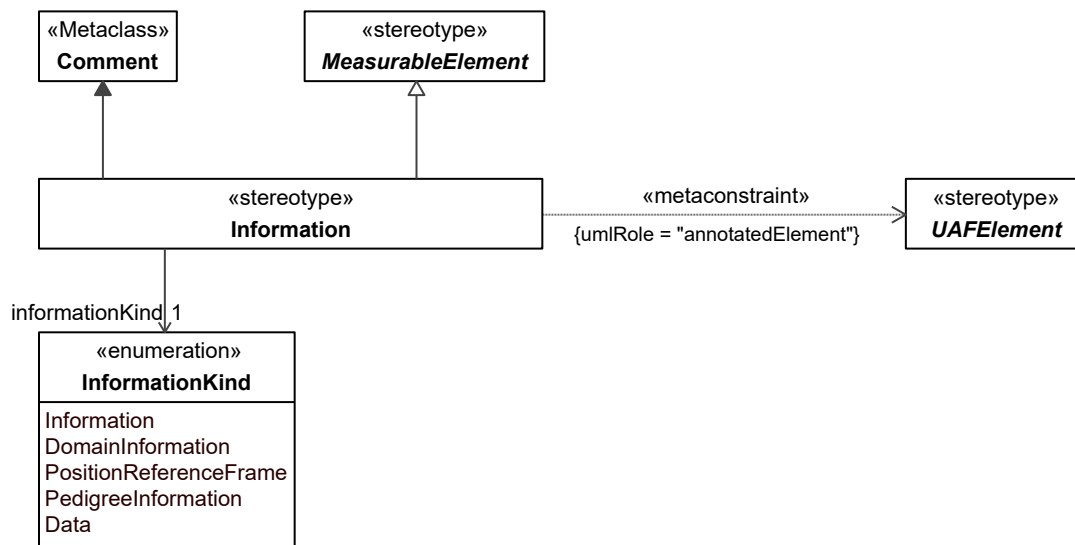 «Metaclass»
Comment
«stereotype»
MeasurableElement
«stereotype»
Information
«metaconstraint»
{umlRole = "annotatedElement"}
«stereotype»
UAFElement
informationKind 1
«enumeration»
InformationKind
Information
DomainInformation
PositionReferenceFrame
PedigreeInformation
Data